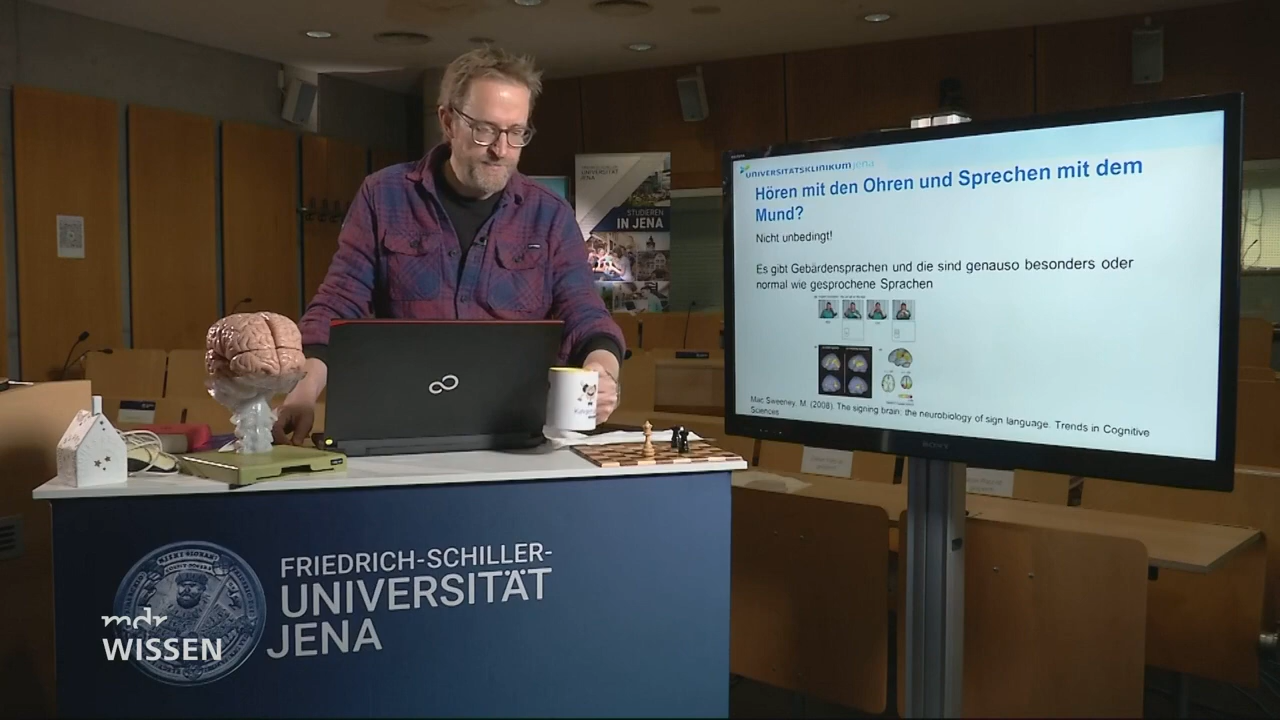 UNIVERSITÄTSKLINIKUM jena
Hören mit den Ohren und Sprechen mit dem
Mund?
Nicht unbedingt!
Es gibt Gebärdensprachen und die sind genauso besonders oder
normal wie gesprochene Sprachen
Mac Sweeney, M. (2008). The signing brain: the neurobiology of sign language. Trends in Cognitive
Sciences
SONY
STUDIEREN
IN JENA
FRIEDRICH-SCHILLER-
UNIVERSITÄT
JENA
mdr
WISSEN